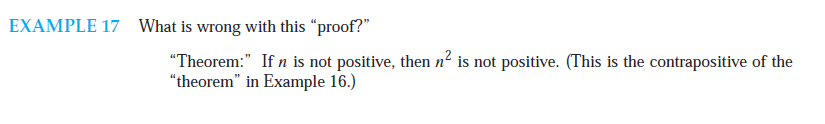 EXAMPLE 17 What is wrong with this “proof?”
“Theorem:” If n is not positive, then n² is not positive. (This is the contrapositive of the
“theorem” in Example 16.)